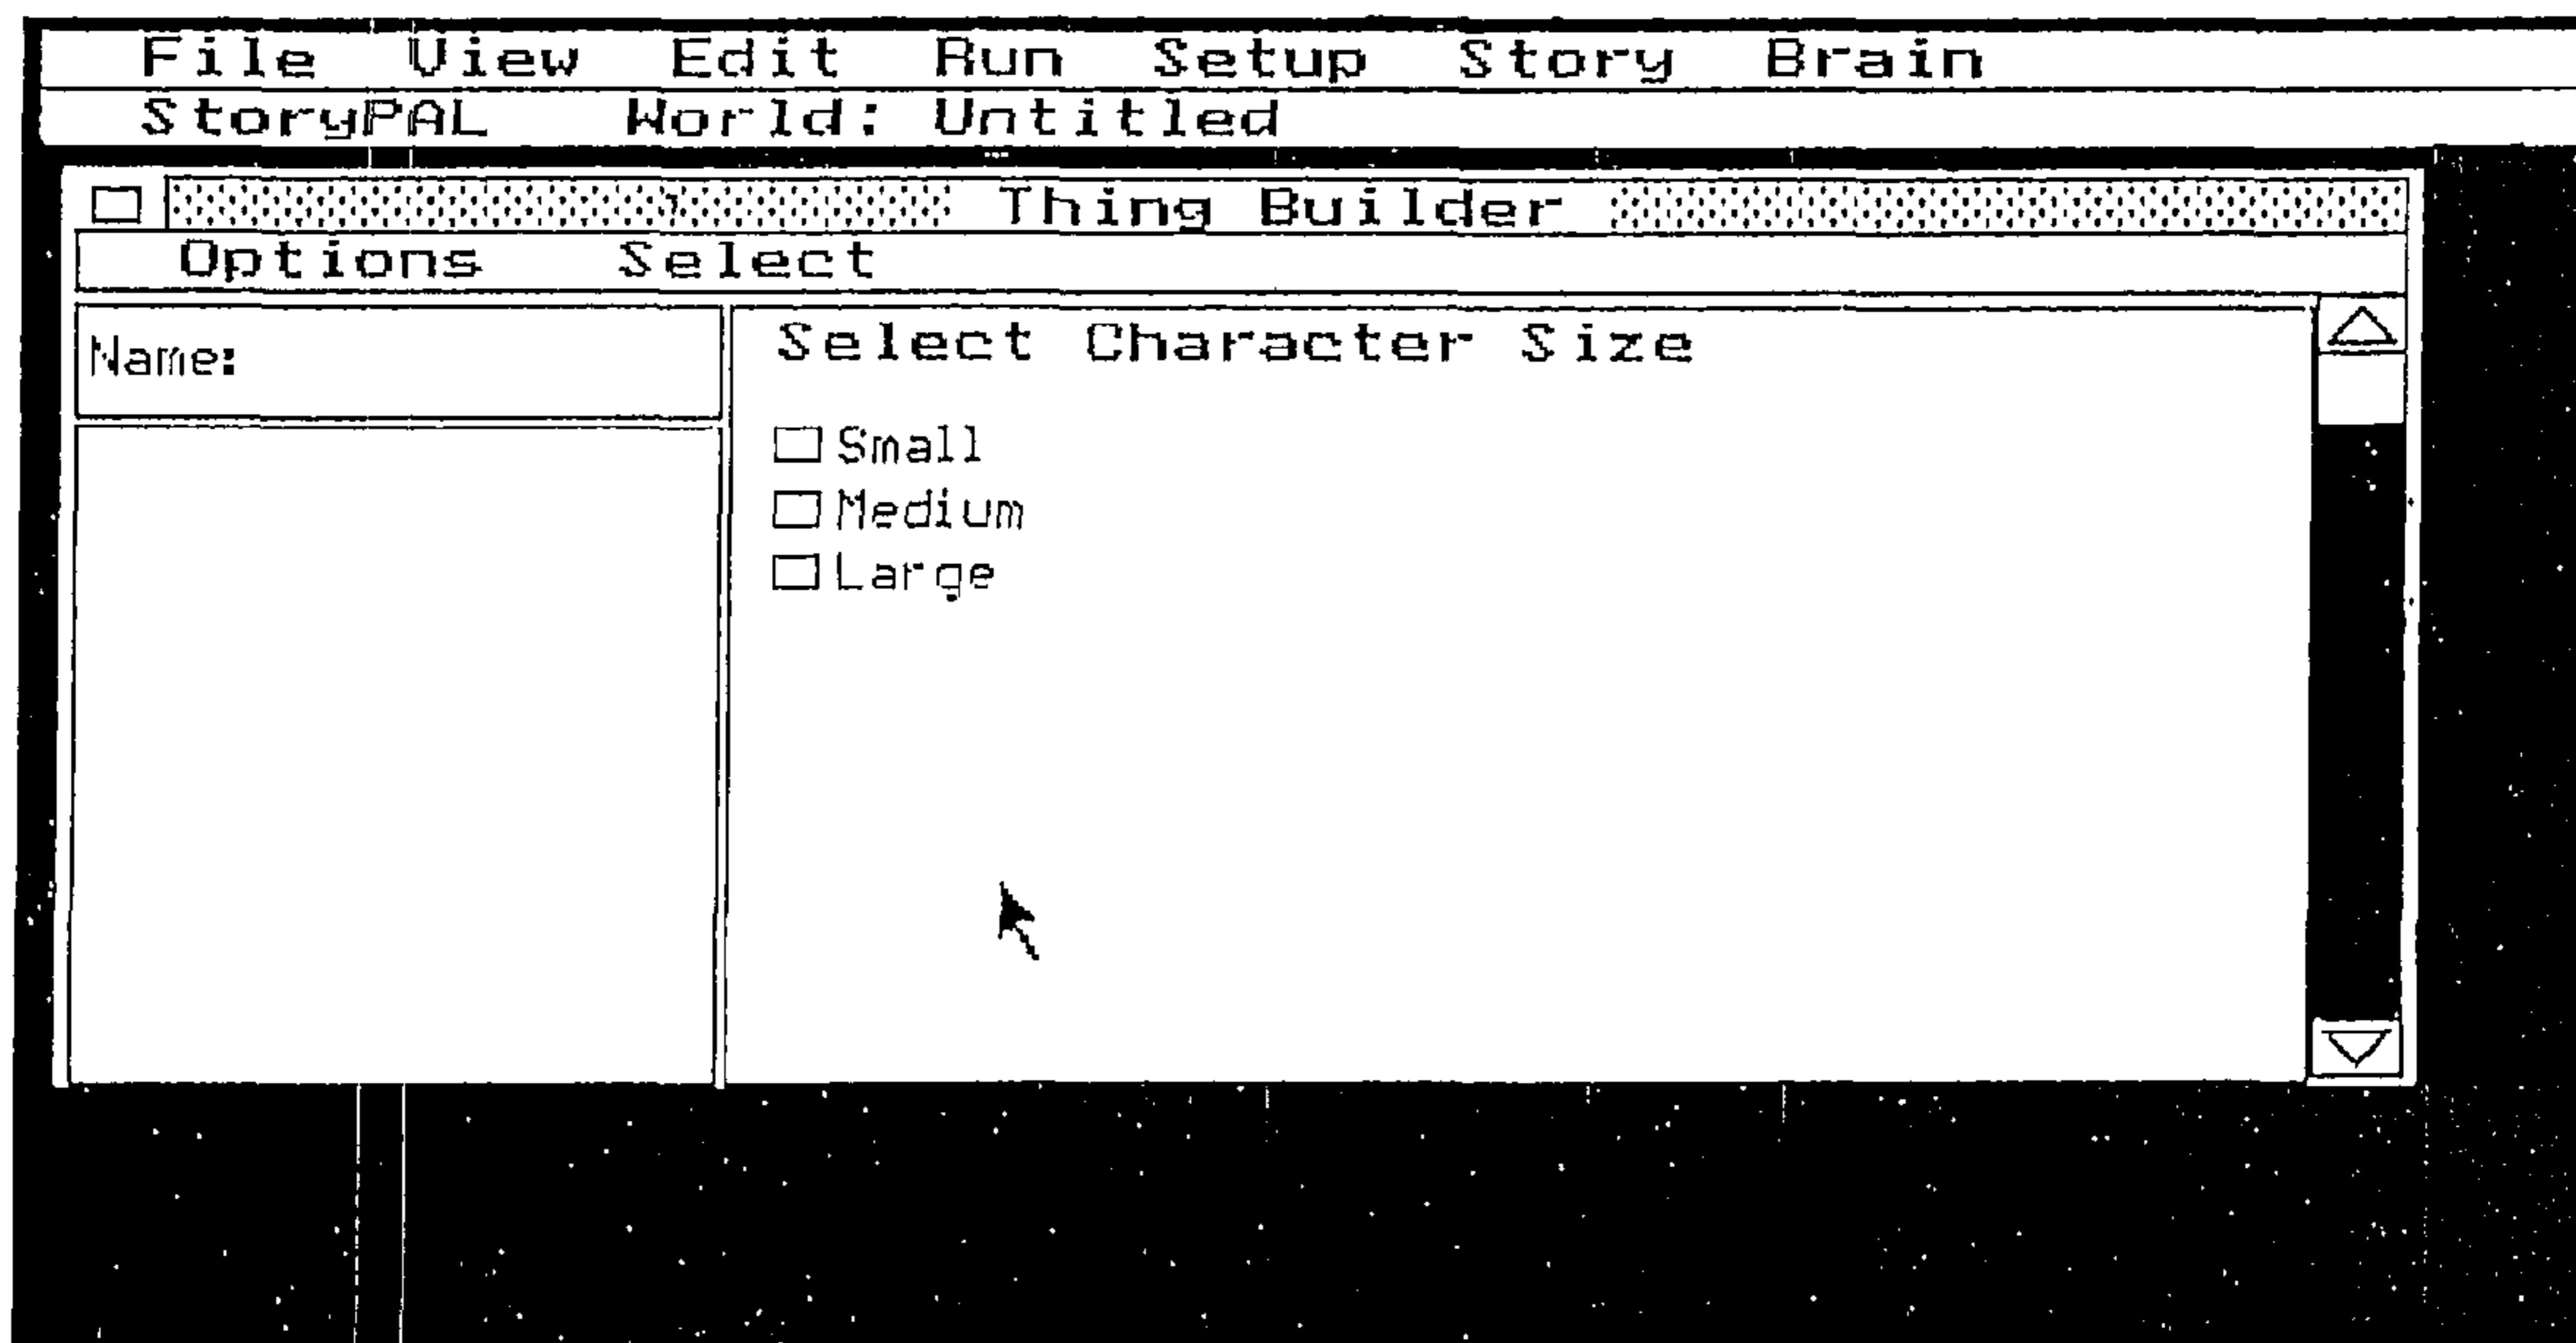 File View Edit Run Setup Story Brain
StoryPAL World: Untitled
Thing Builder
Options Select
Name:
Select Character Size
Small
Medium
Large